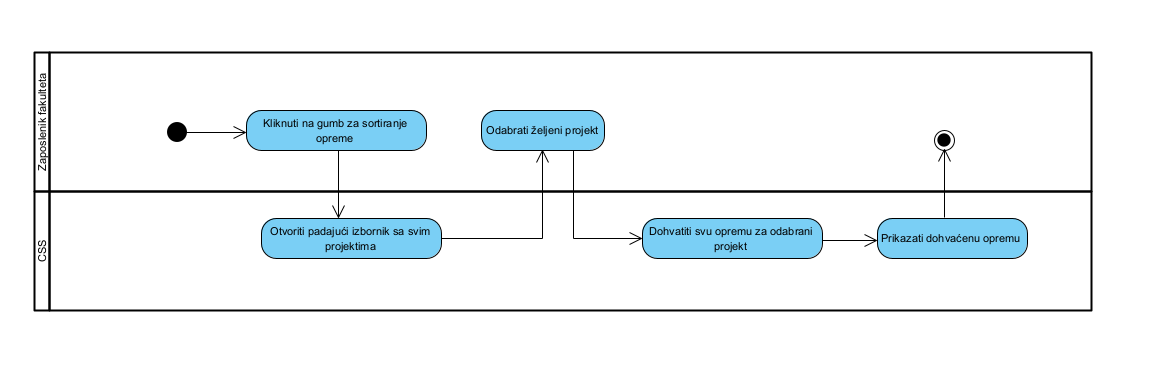 Zaposlenik fakulteta
Kliknuti na gumb za sortiranje
opreme
Odabrati željeni projekt
CSS
Otvoriti padajući izbornik sa svim
projektima
Dohvatiti svu opremu za odabrani
projekt
Prikazati dohvaćenu opremu